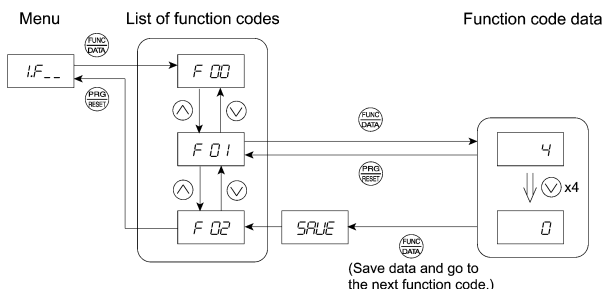 Menu
List of function codes
Function code data
FUNC
DATA
1.F__
PRG
RESET
F 00
F 01
F 02
FUNC
DATA
PRG
RESET
4
x4
0
SAVE
FUNC
DATA
(Save data and go to
the next function code.)